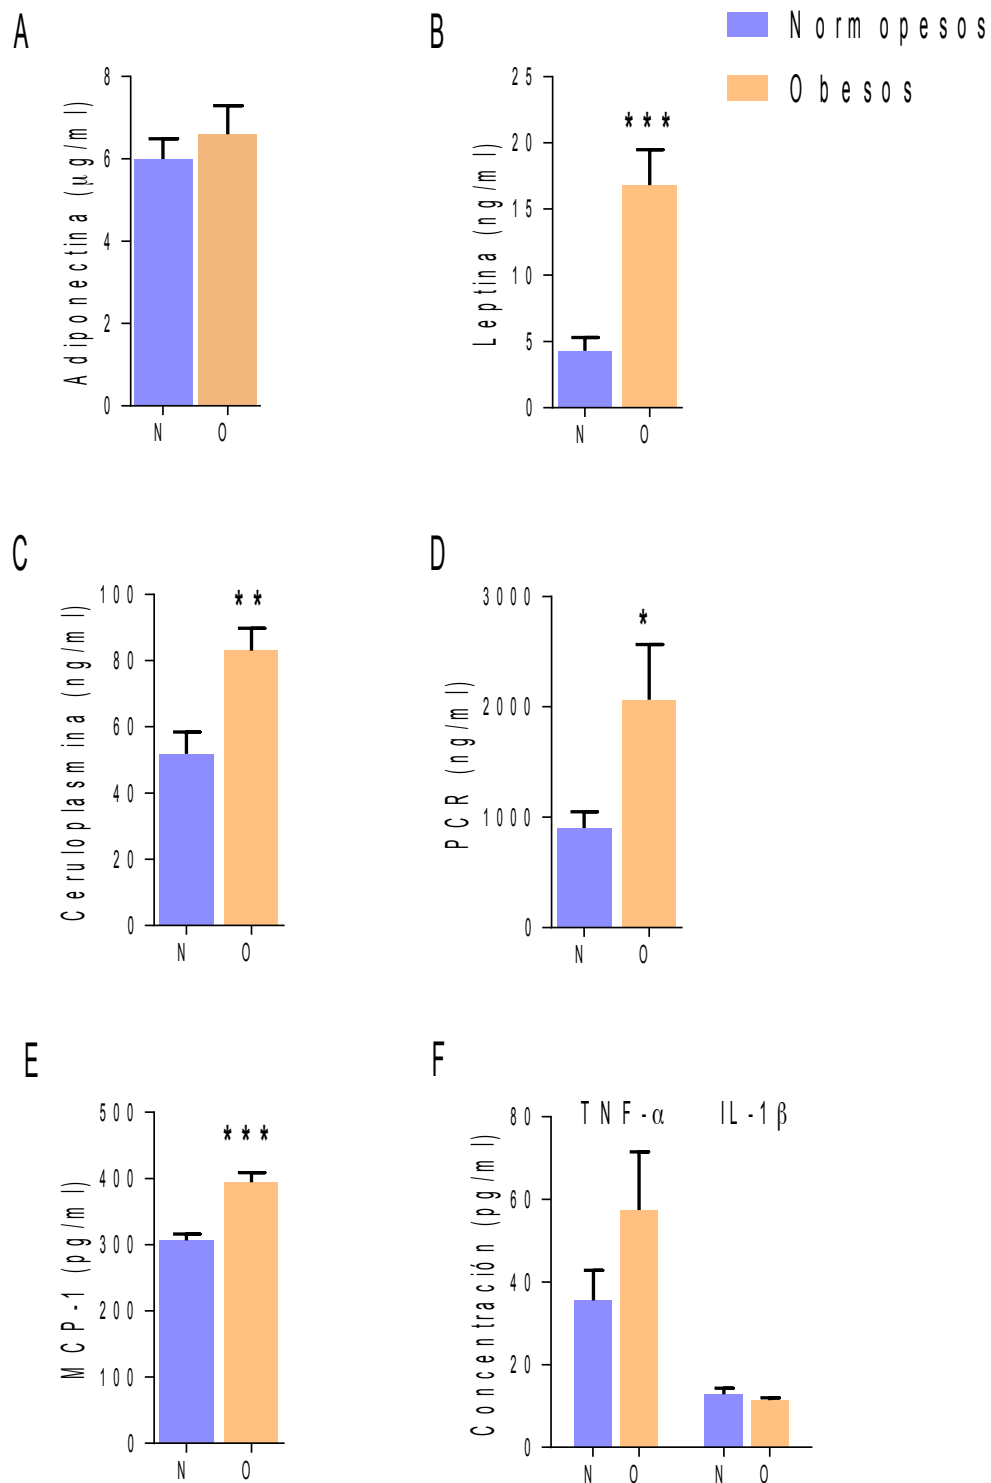 A
B
Normopesos
Obesos
8
6
4
2
0
Adiponectina (μg/ml)
N O
25
20
15
10
5
0
Leptina (ng/ml)
***
N O
C
D
100
80
60
40
20
0
Ceruloplasmina (ng/ml)
**
N O
3000
2000
1000
0
PCR (ng/ml)
*
N O
E
F
500
400
300
200
100
0
MCP-1 (pg/ml)
***
N O
80
60
40
20
0
Concentración (pg/ml)
TNF-α IL-1β
N O N O